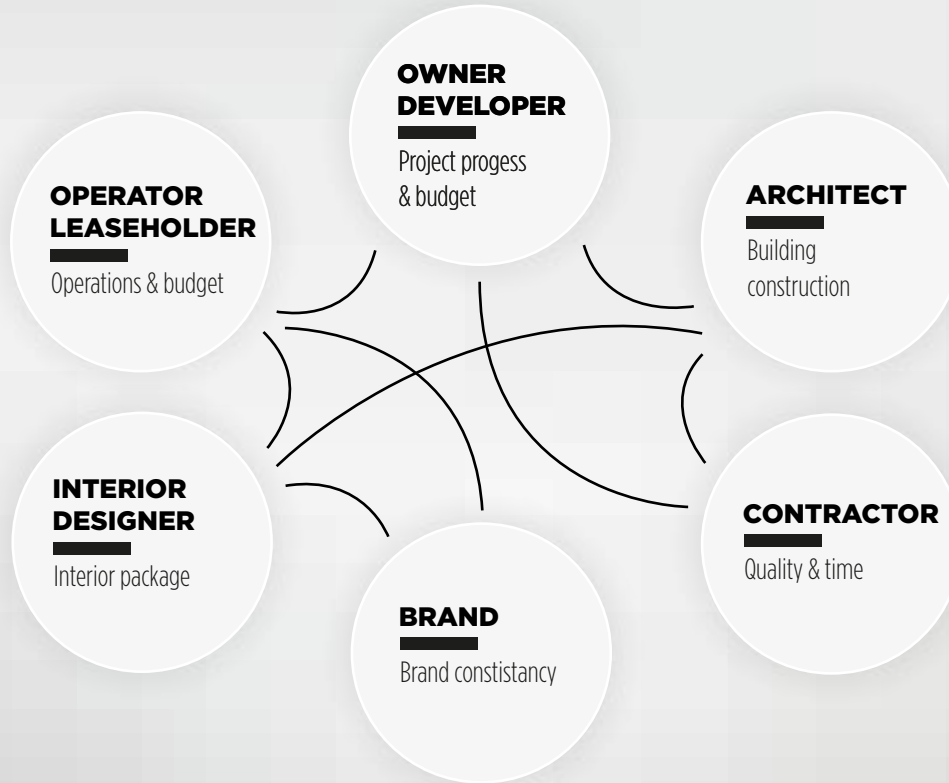 OWNER
DEVELOPER
Project progess
& budget
OPERATOR
LEASEHOLDER
Operations & budget
ARCHITECT
Building
construction
INTERIOR
DESIGNER
Interior package
CONTRACTOR
Quality & time
BRAND
Brand constistancy